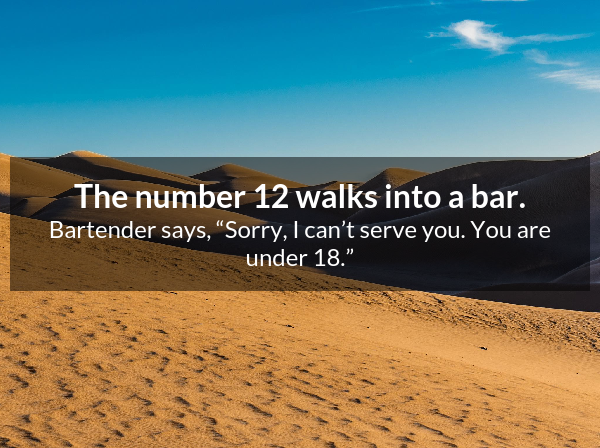 The number 12 walks into a bar.
Bartender says, “Sorry, I can’t serve you. You are
under 18.”